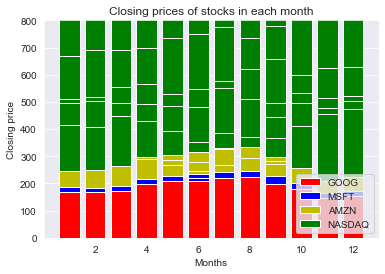 Closing prices of stocks in each month
800
700
600
500
400
300
200
100
0
Closing price
2
4
6
8
10
12
Months
GOOG
MSFT
AMZN
NASDAQ